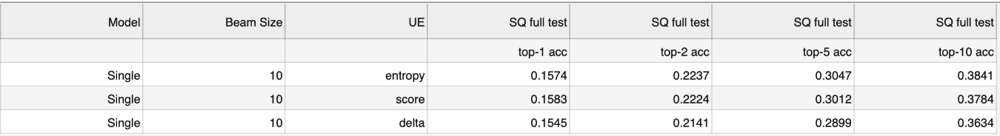 Model Beam Size UE SQ full test SQ full test SQ full test SQ full test
top-1 acc top-2 acc top-5 acc top-10 acc
Single 10 entropy 0.1574 0.2237 0.3047 0.3841
Single 10 score 0.1583 0.2224 0.3012 0.3784
Single 10 delta 0.1545 0.2141 0.2899 0.3634